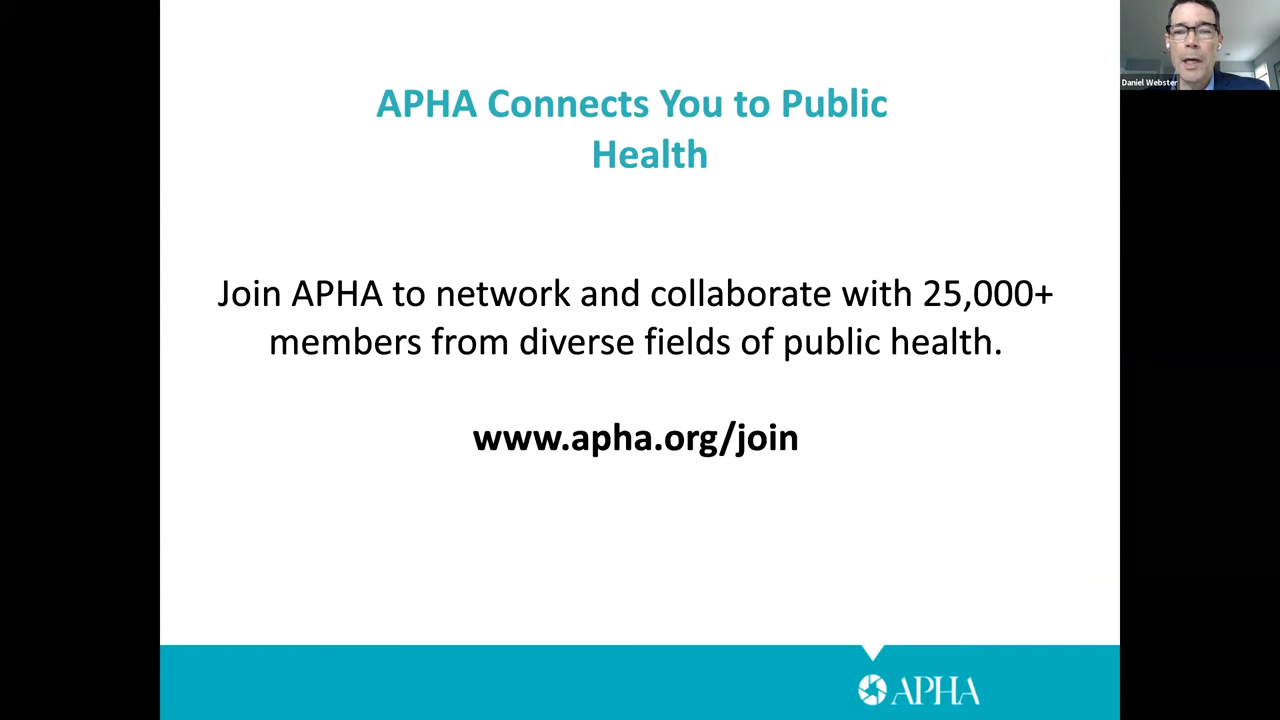 APHA Connects You to Public
Health
Join APHA to network and collaborate with 25,000+
members from diverse fields of public health.
www.apha.org/join
APHA
Daniel Webster